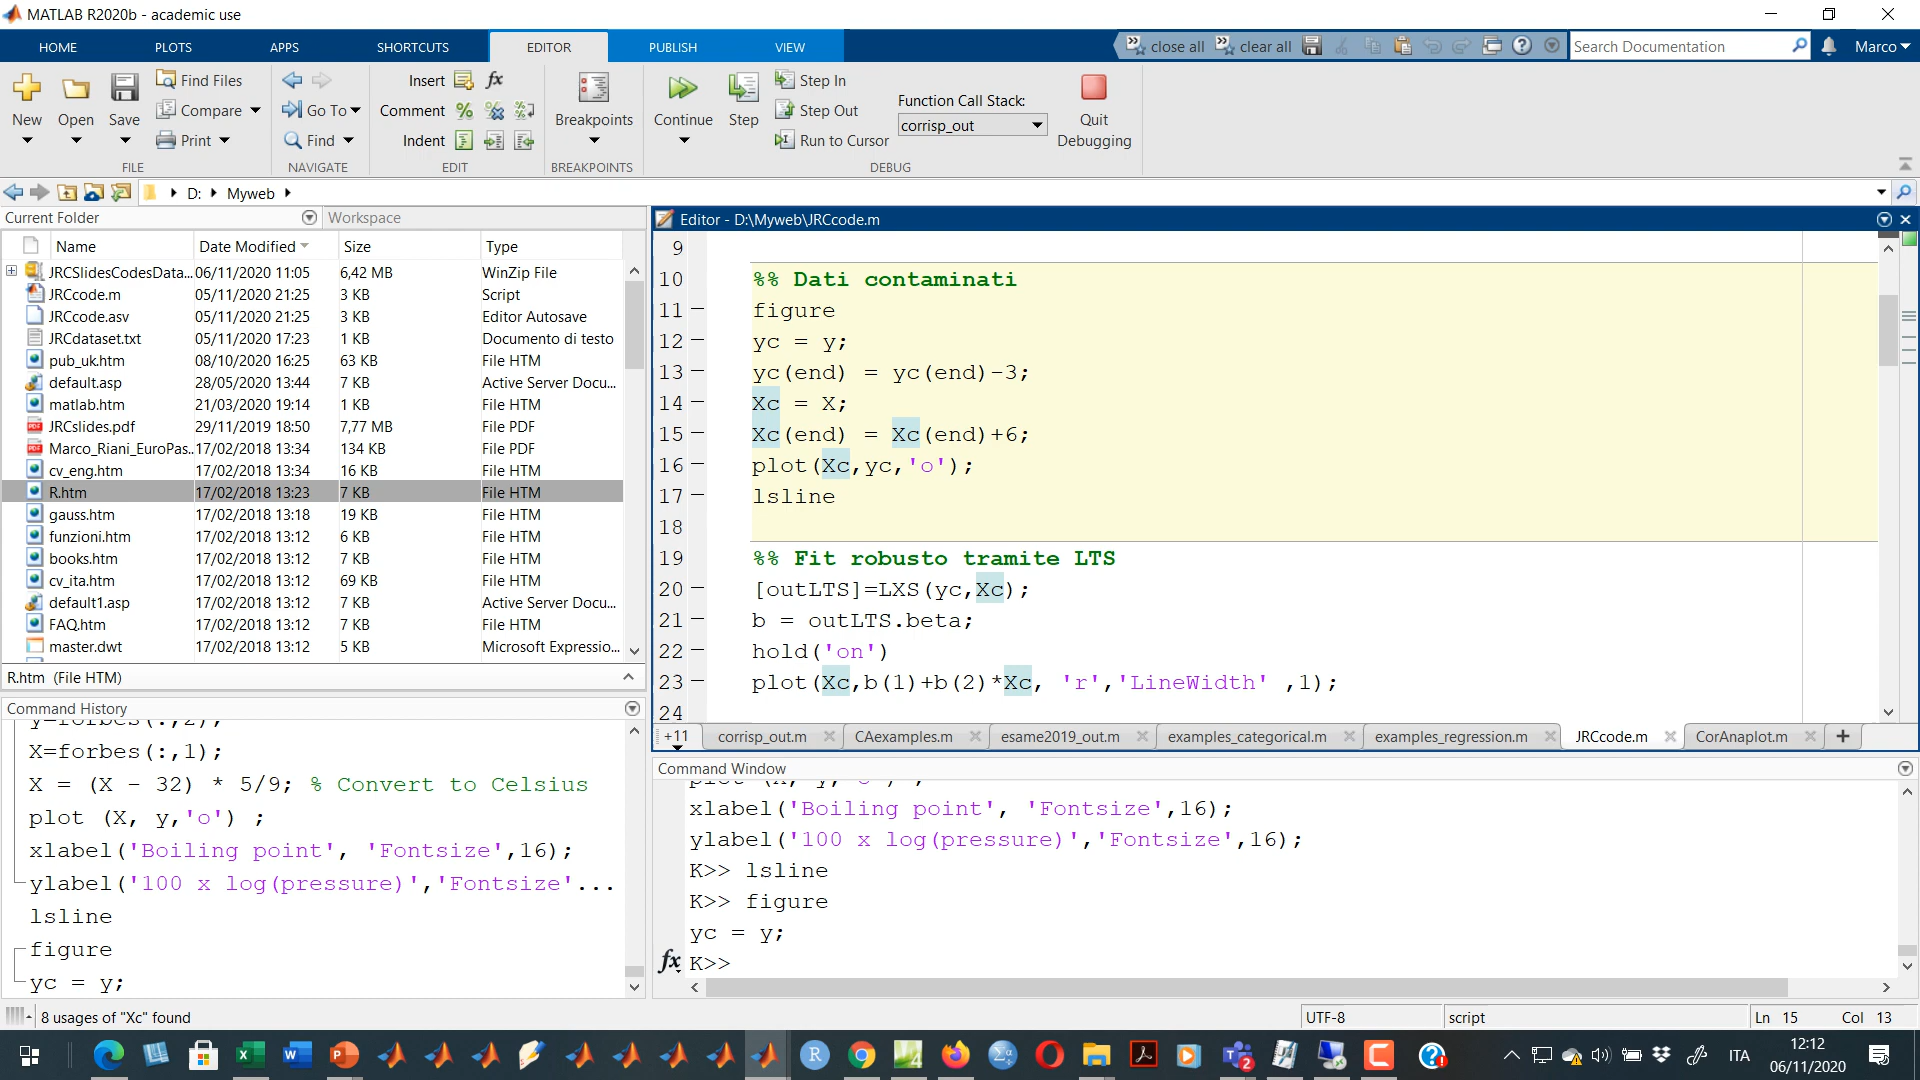 MATLAB R2020b - academic use
HOME PLOTS APPS SHORTCUTS EDITOR PUBLISH VIEW
close all clear all Search Documentation Marco
New Open Save Find Files Compare Print
FILE
Go To Find
NAVIGATE
Insert fx
Comment
Indent
EDIT
Breakpoints
BREAKPOINTS
Continue Step Step In
Step Out
Run to Cursor
Function Call Stack:
corrisp_out
Quit Debugging
DEBUG
D: Myweb
Current Folder Workspace
Name Date Modified Size Type
JRCSlidesCodesData... 06/11/2020 11:05 6,42 MB WinZip File
JRCcode.m 05/11/2020 21:25 3 KB Script
JRCcode.asv 05/11/2020 21:25 3 KB Editor Autosave
JRCdataset.txt 05/11/2020 17:23 1 KB Documento di testo
pub_uk.htm 08/10/2020 16:25 63 KB File HTM
default.asp 28/05/2020 13:44 7 KB Active Server Docu...
matlab.htm 21/03/2020 19:14 1 KB File HTM
JRCslides.pdf 29/11/2019 18:50 7,77 MB File PDF
Marco_Riani_EuroPas... 17/02/2018 13:34 134 KB File PDF
cv_eng.htm 17/02/2018 13:34 16 KB File HTM
R.htm 17/02/2018 13:23 7 KB File HTM
gauss.htm 17/02/2018 13:18 19 KB File HTM
funzioni.htm 17/02/2018 13:12 6 KB File HTM
books.htm 17/02/2018 13:12 7 KB File HTM
cv_ita.htm 17/02/2018 13:12 69 KB File HTM
default1.asp 17/02/2018 13:12 7 KB Active Server Docu...
FAQ.htm 17/02/2018 13:12 7 KB File HTM
master.dwt 17/02/2018 13:12 5 KB Microsoft Expressio...
R.htm (File HTM)
Command History
y=forbes(:,2);
X=forbes(:,1);
X = (X - 32) * 5/9; % Convert to Celsius
plot (X, y,'o') ;
xlabel('Boiling point', 'Fontsize',16);
ylabel('100 x log(pressure)','Fontsize'...
lsline
figure
yc = y;
Editor - D:\Myweb\JRCcode.m
9
10 %% Dati contaminati
11 figure
12 yc = y;
13 yc(end) = yc(end)-3;
14 Xc = X;
15 Xc(end) = Xc(end)+6;
16 plot(Xc,yc,'o');
17 lsline
18
19 %% Fit robusto tramite LTS
20 [outLTS]=LXS(yc,Xc);
21 b = outLTS.beta;
22 hold('on')
23 plot(Xc,b(1)+b(2)*Xc, 'r','LineWidth' ,1);
24
+11 corrisp_out.m CAexamples.m esame2019_out.m examples_categorical.m examples_regression.m JRCcode.m CorAnaplot.m
Command Window
plot (X, y,'o') ;
xlabel('Boiling point', 'Fontsize',16);
ylabel('100 x log(pressure)','Fontsize',16);
K>> lsline
K>> figure
yc = y;
fx K>>
8 usages of "Xc" found UTF-8 script Ln 15 Col 13
ITA 12:12
06/11/2020